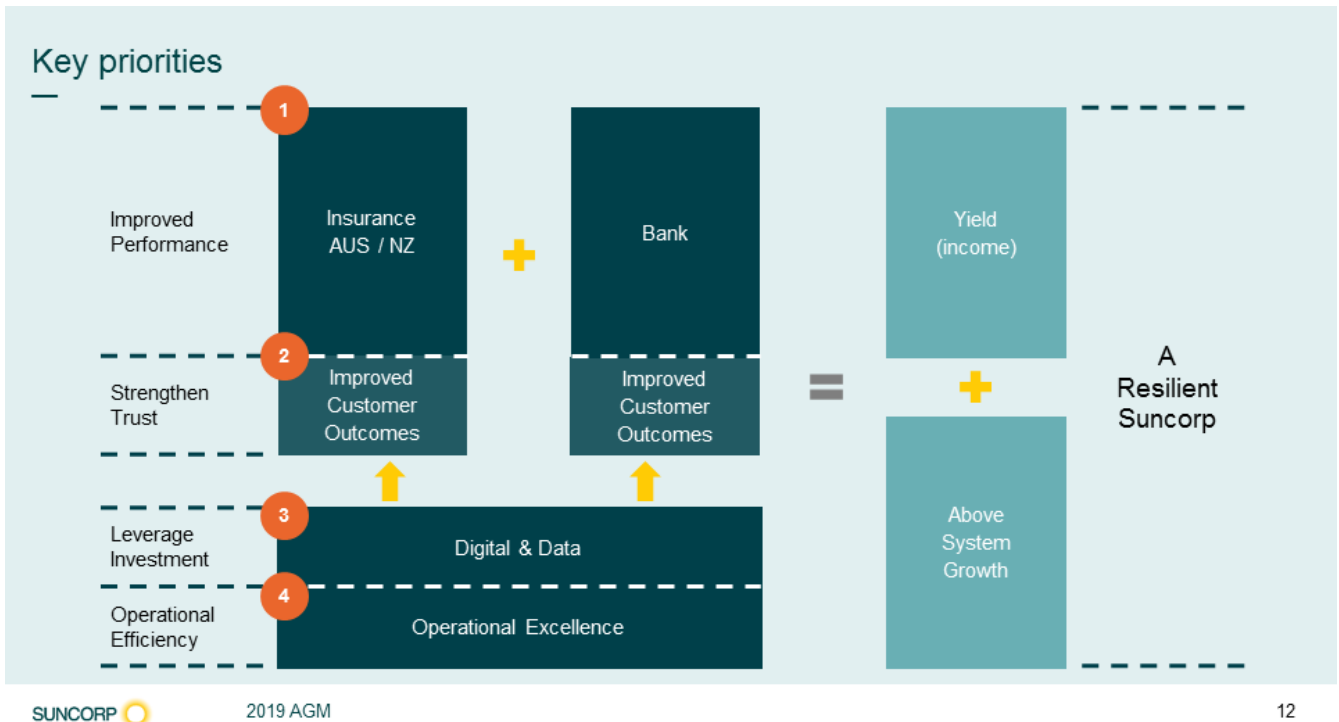 Key priorities
1
Improved
Performance
Insurance
AUS / NZ
Bank
Yield
(income)
2
Strengthen
Trust
Improved
Customer
Outcomes
Improved
Customer
Outcomes
A
Resilient
Suncorp
3
Leverage
Investment
Digital & Data
Above
System
Growth
4
Operational
Efficiency
Operational Excellence
SUNCORP
2019 AGM
12